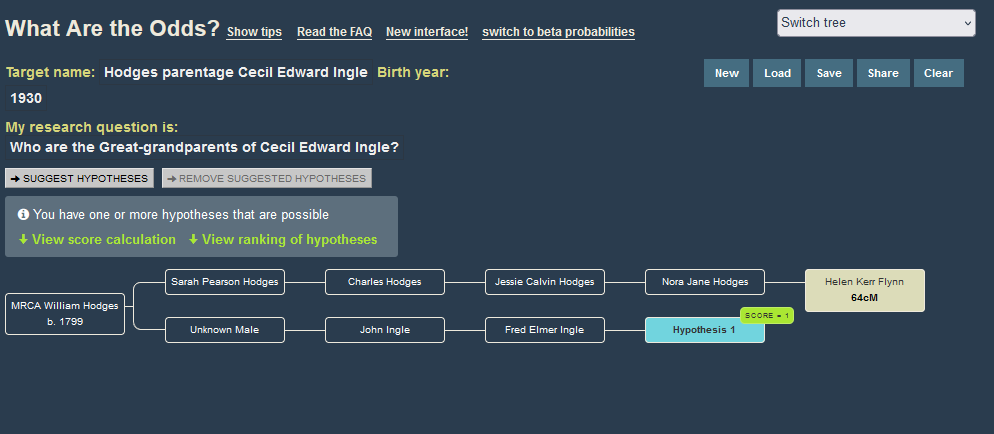 What Are the Odds? Show tips Read the FAQ New interface! switch to beta probabilities
Switch tree
Target name: Hodges parentage Cecil Edward Ingle Birth year:
1930
New Load Save Share Clear
My research question is:
Who are the Great-grandparents of Cecil Edward Ingle?
➔ SUGGEST HYPOTHESES ➔ REMOVE SUGGESTED HYPOTHESES
You have one or more hypotheses that are possible
View score calculation View ranking of hypotheses
MRCA William Hodges
b. 1799
Sarah Pearson Hodges Charles Hodges Jessie Calvin Hodges Nora Jane Hodges Helen Kerr Flynn
64cM
SCORE = 1
Unknown Male John Ingle Fred Elmer Ingle Hypothesis 1